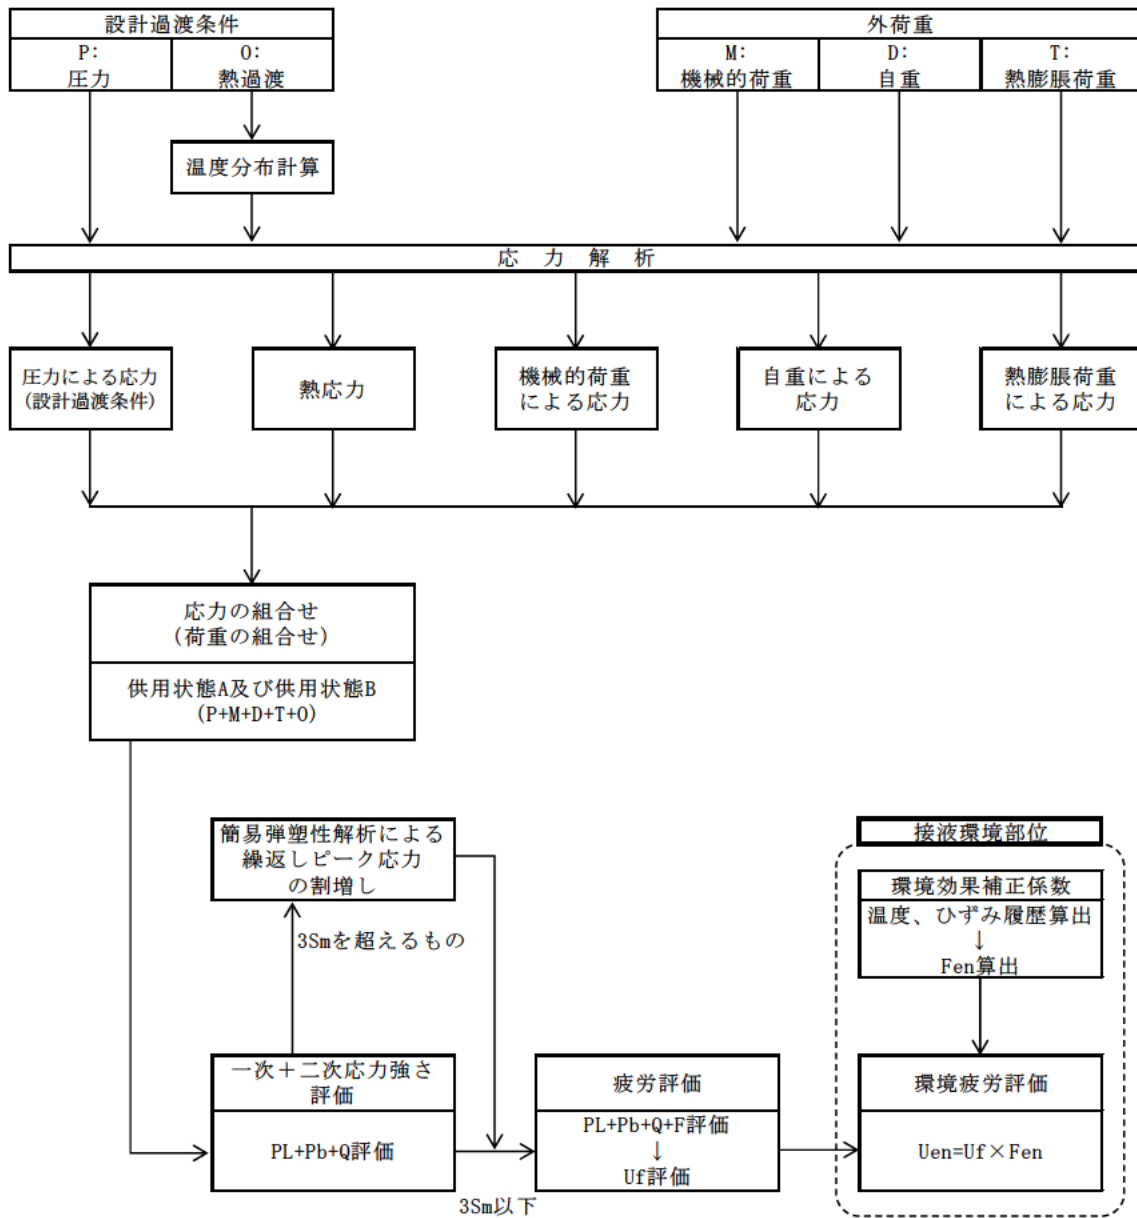 設計過渡条件
P:
圧力
O:
熱過渡
外荷重
M:
機械的荷重
D:
自重
T:
熱膨脹荷重
温度分布計算
応 力 解 析
圧力による応力
(設計過渡条件)
熱応力
機械的荷重
による応力
自重による
応力
熱膨脹荷重
による応力
応力の組合せ
(荷重の組合せ)
供用状態A及び供用状態B
(P+M+D+T+O)
簡易弾塑性解析による
繰返しピーク応力
の割増し
3Smを超えるもの
接液環境部位
環境効果補正係数
温度、ひずみ履歴算出
↓
Fen算出
一次+二次応力強さ
評価
PL+Pb+Q評価
3Sm以下
疲労評価
PL+Pb+Q+F評価
↓
Uf評価
環境疲労評価
Uen=Uf×Fen